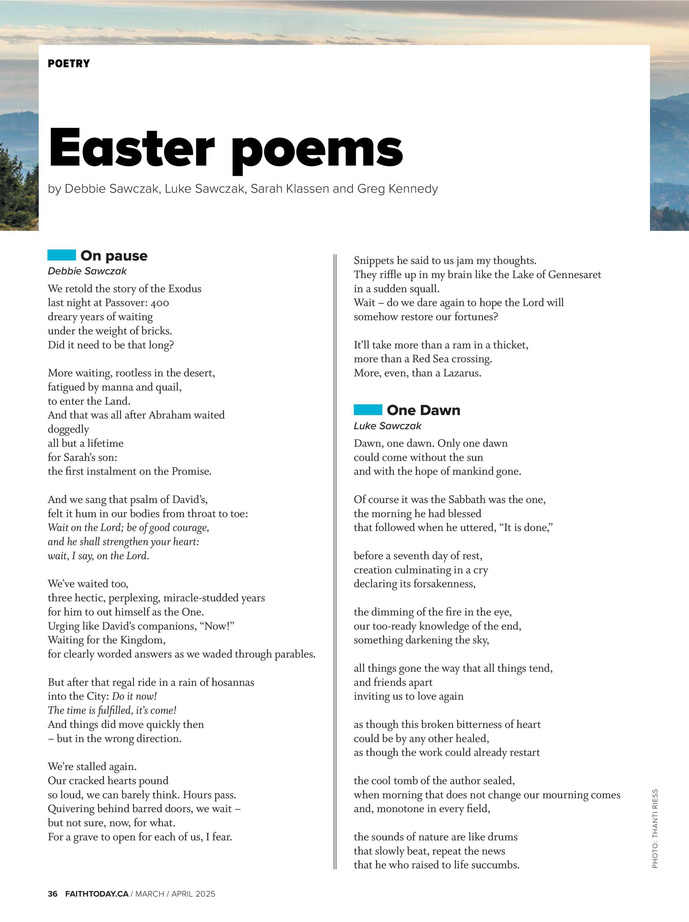 POETRY
Easter poems
by Debbie Sawczak, Luke Sawczak, Sarah Klassen and Greg Kennedy
On pause
Debbie Sawczak
We retold the story of the Exodus
last night at Passover: 400
dreary years of waiting
under the weight of bricks.
Did it need to be that long?
More waiting, rootless in the desert,
fatigued by manna and quail,
to enter the Land.
And that was all after Abraham waited
doggedly
all but a lifetime
for Sarah’s son:
the first instalment on the Promise.
And we sang that psalm of David’s,
felt it hum in our bodies from throat to toe:
Wait on the Lord; be of good courage,
and he shall strengthen your heart:
wait, I say, on the Lord.
We’ve waited too,
three hectic, perplexing, miracle-studded years
for him to out himself as the One.
Urging like David’s companions, “Now!”
Waiting for the Kingdom,
for clearly worded answers as we waded through parables.
But after that regal ride in a rain of hosannas
into the City: Do it now!
The time is fulfilled, it’s come!
And things did move quickly then
– but in the wrong direction.
We’re stalled again.
Our cracked hearts pound
so loud, we can barely think. Hours pass.
Quivering behind barred doors, we wait –
but not sure, now, for what.
For a grave to open for each of us, I fear.
Snippets he said to us jam my thoughts.
They riffle up in my brain like the Lake of Gennesaret
in a sudden squall.
Wait – do we dare again to hope the Lord will
somehow restore our fortunes?
It’ll take more than a ram in a thicket,
more than a Red Sea crossing.
More, even, than a Lazarus.
One Dawn
Luke Sawczak
Dawn, one dawn. Only one dawn
could come without the sun
and with the hope of mankind gone.
Of course it was the Sabbath was the one,
the morning he had blessed
that followed when he uttered, “It is done,”
before a seventh day of rest,
creation culminating in a cry
declaring its forsakenness,
the dimming of the fire in the eye,
our too-ready knowledge of the end,
something darkening the sky,
all things gone the way that all things tend,
and friends apart
inviting us to love again
as though this broken bitterness of heart
could be by any other healed,
as though the work could already restart
the cool tomb of the author sealed,
when morning that does not change our mourning comes
and, monotone in every field,
the sounds of nature are like drums
that slowly beat, repeat the news
that he who raised to life succumbs.
PHOTO: THANTI RIESS
36 FAITHTODAY.CA / MARCH / APRIL 2025